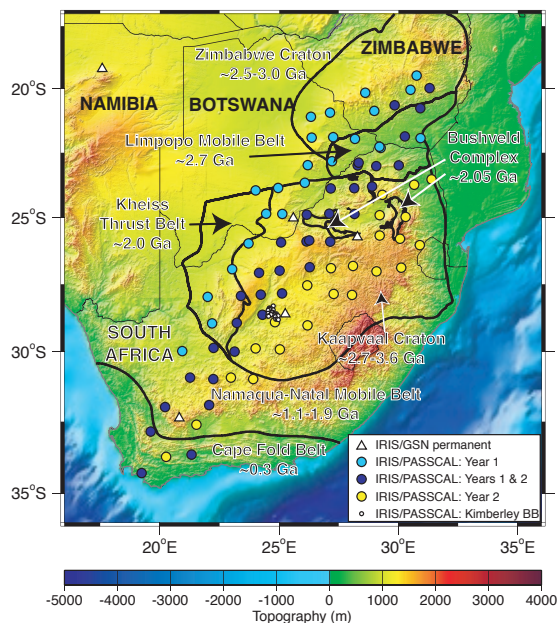 Zimbabwe Craton
~2.5-3.0 Ga
ZIMBABWE
NAMIBIA
BOTSWANA
Limpopo Mobile Belt
~2.7 Ga
Bushveld
Complex
~2.05 Ga
Kheiss
Thrust Belt
~2.0 Ga
SOUTH
AFRICA
Kaapvaal Craton
~2.7-3.6 Ga
Namaqua-Natal Mobile Belt
~1.1-1.9 Ga
Cape Fold Belt
~0.3 Ga
20°S
25°S
30°S
35°S
IRIS/GSN permanent
IRIS/PASSCAL: Year 1
IRIS/PASSCAL: Years 1 & 2
IRIS/PASSCAL: Year 2
IRIS/PASSCAL: Kimberley BB
20°E 25°E 30°E 35°E
-5000 -4000 -3000 -2000 -1000 0 1000 2000 3000 4000
Topography (m)